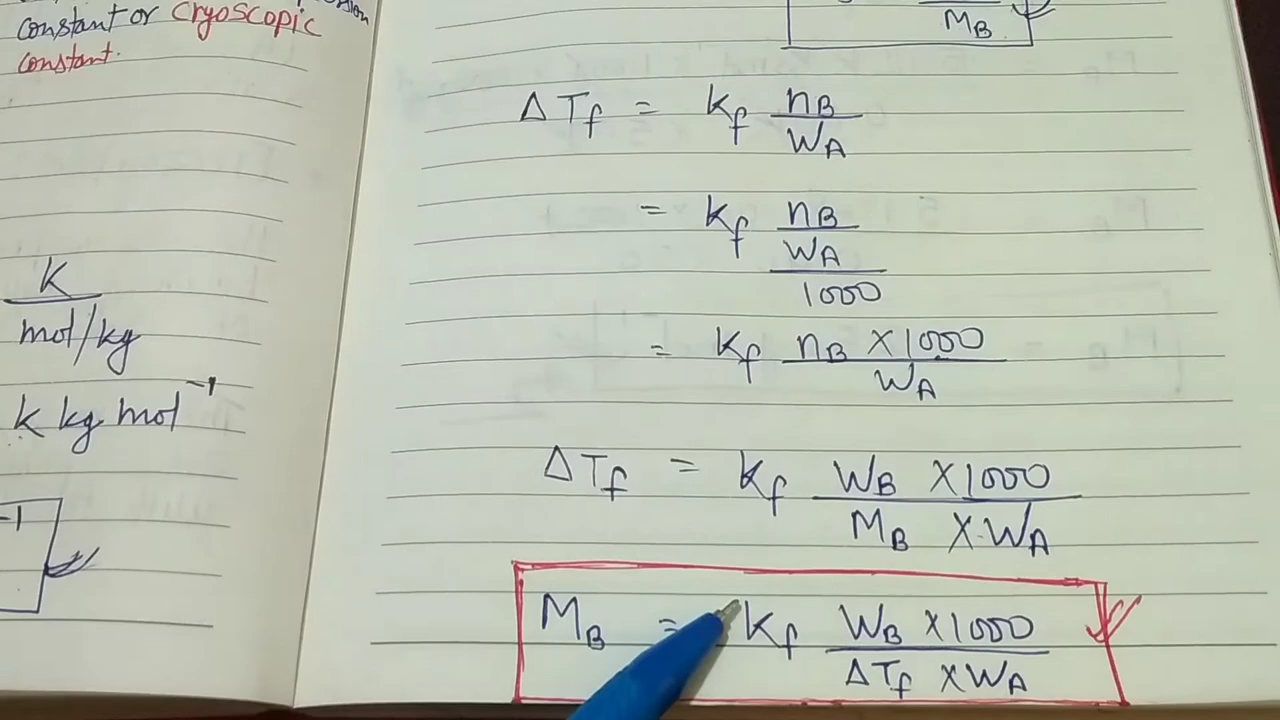 constant or Cryoscopic
constant.
K
mol/kg
K kg mol⁻¹
-1
M_B
ΔT_f = K_f n_B
W_A
= K_f n_B
W_A
1000
= K_f n_B × 1000
W_A
ΔT_f = K_f W_B × 1000
M_B × W_A
M_B = K_f W_B × 1000
ΔT_f × W_A